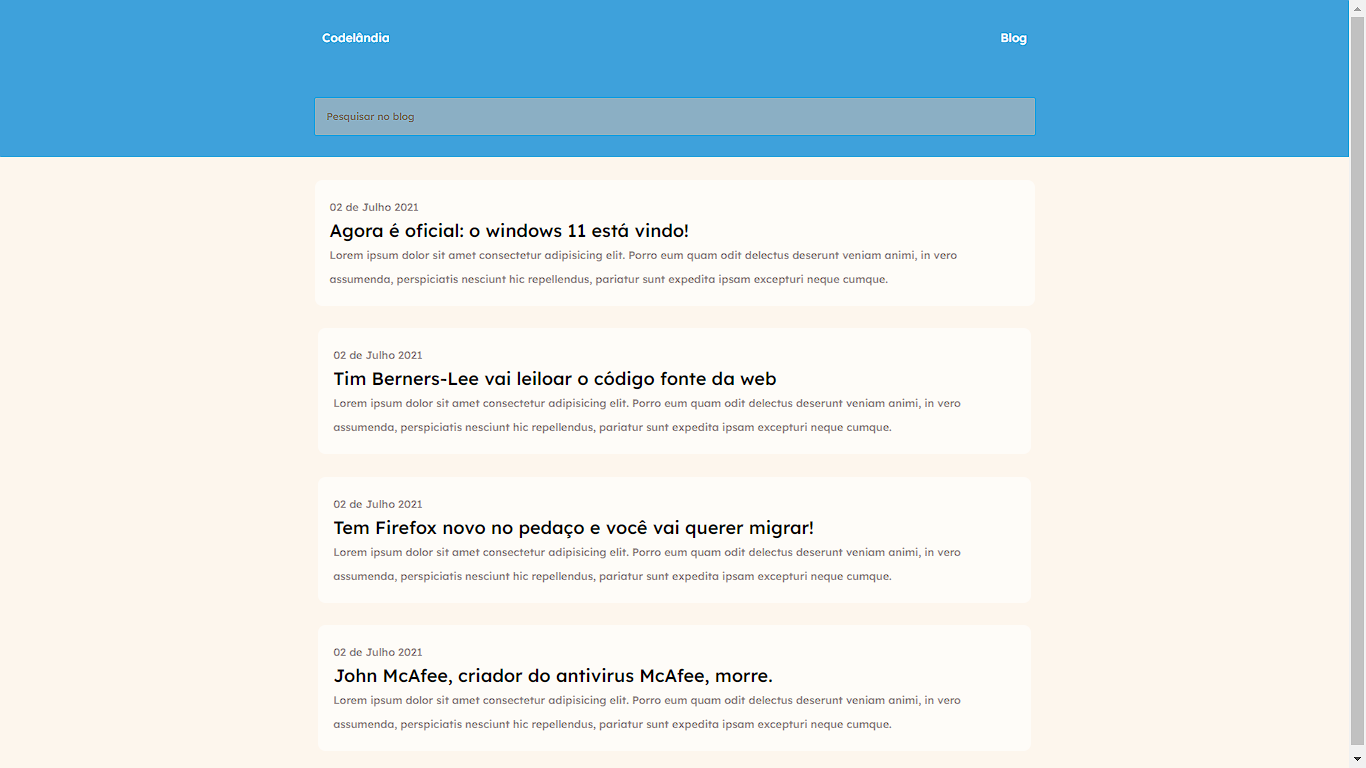 Codelândia
Blog
Pesquisar no blog
02 de Julho 2021
Agora é oficial: o windows 11 está vindo!
Lorem ipsum dolor sit amet consectetur adipisicing elit. Porro eum quam odit delectus deserunt veniam animi, in vero
assumenda, perspiciatis nesciunt hic repellendus, pariatur sunt expedita ipsam excepturi neque cumque.
02 de Julho 2021
Tim Berners-Lee vai leiloar o código fonte da web
Lorem ipsum dolor sit amet consectetur adipisicing elit. Porro eum quam odit delectus deserunt veniam animi, in vero
assumenda, perspiciatis nesciunt hic repellendus, pariatur sunt expedita ipsam excepturi neque cumque.
02 de Julho 2021
Tem Firefox novo no pedaço e você vai querer migrar!
Lorem ipsum dolor sit amet consectetur adipisicing elit. Porro eum quam odit delectus deserunt veniam animi, in vero
assumenda, perspiciatis nesciunt hic repellendus, pariatur sunt expedita ipsam excepturi neque cumque.
02 de Julho 2021
John McAfee, criador do antivirus McAfee, morre.
Lorem ipsum dolor sit amet consectetur adipisicing elit. Porro eum quam odit delectus deserunt veniam animi, in vero
assumenda, perspiciatis nesciunt hic repellendus, pariatur sunt expedita ipsam excepturi neque cumque.